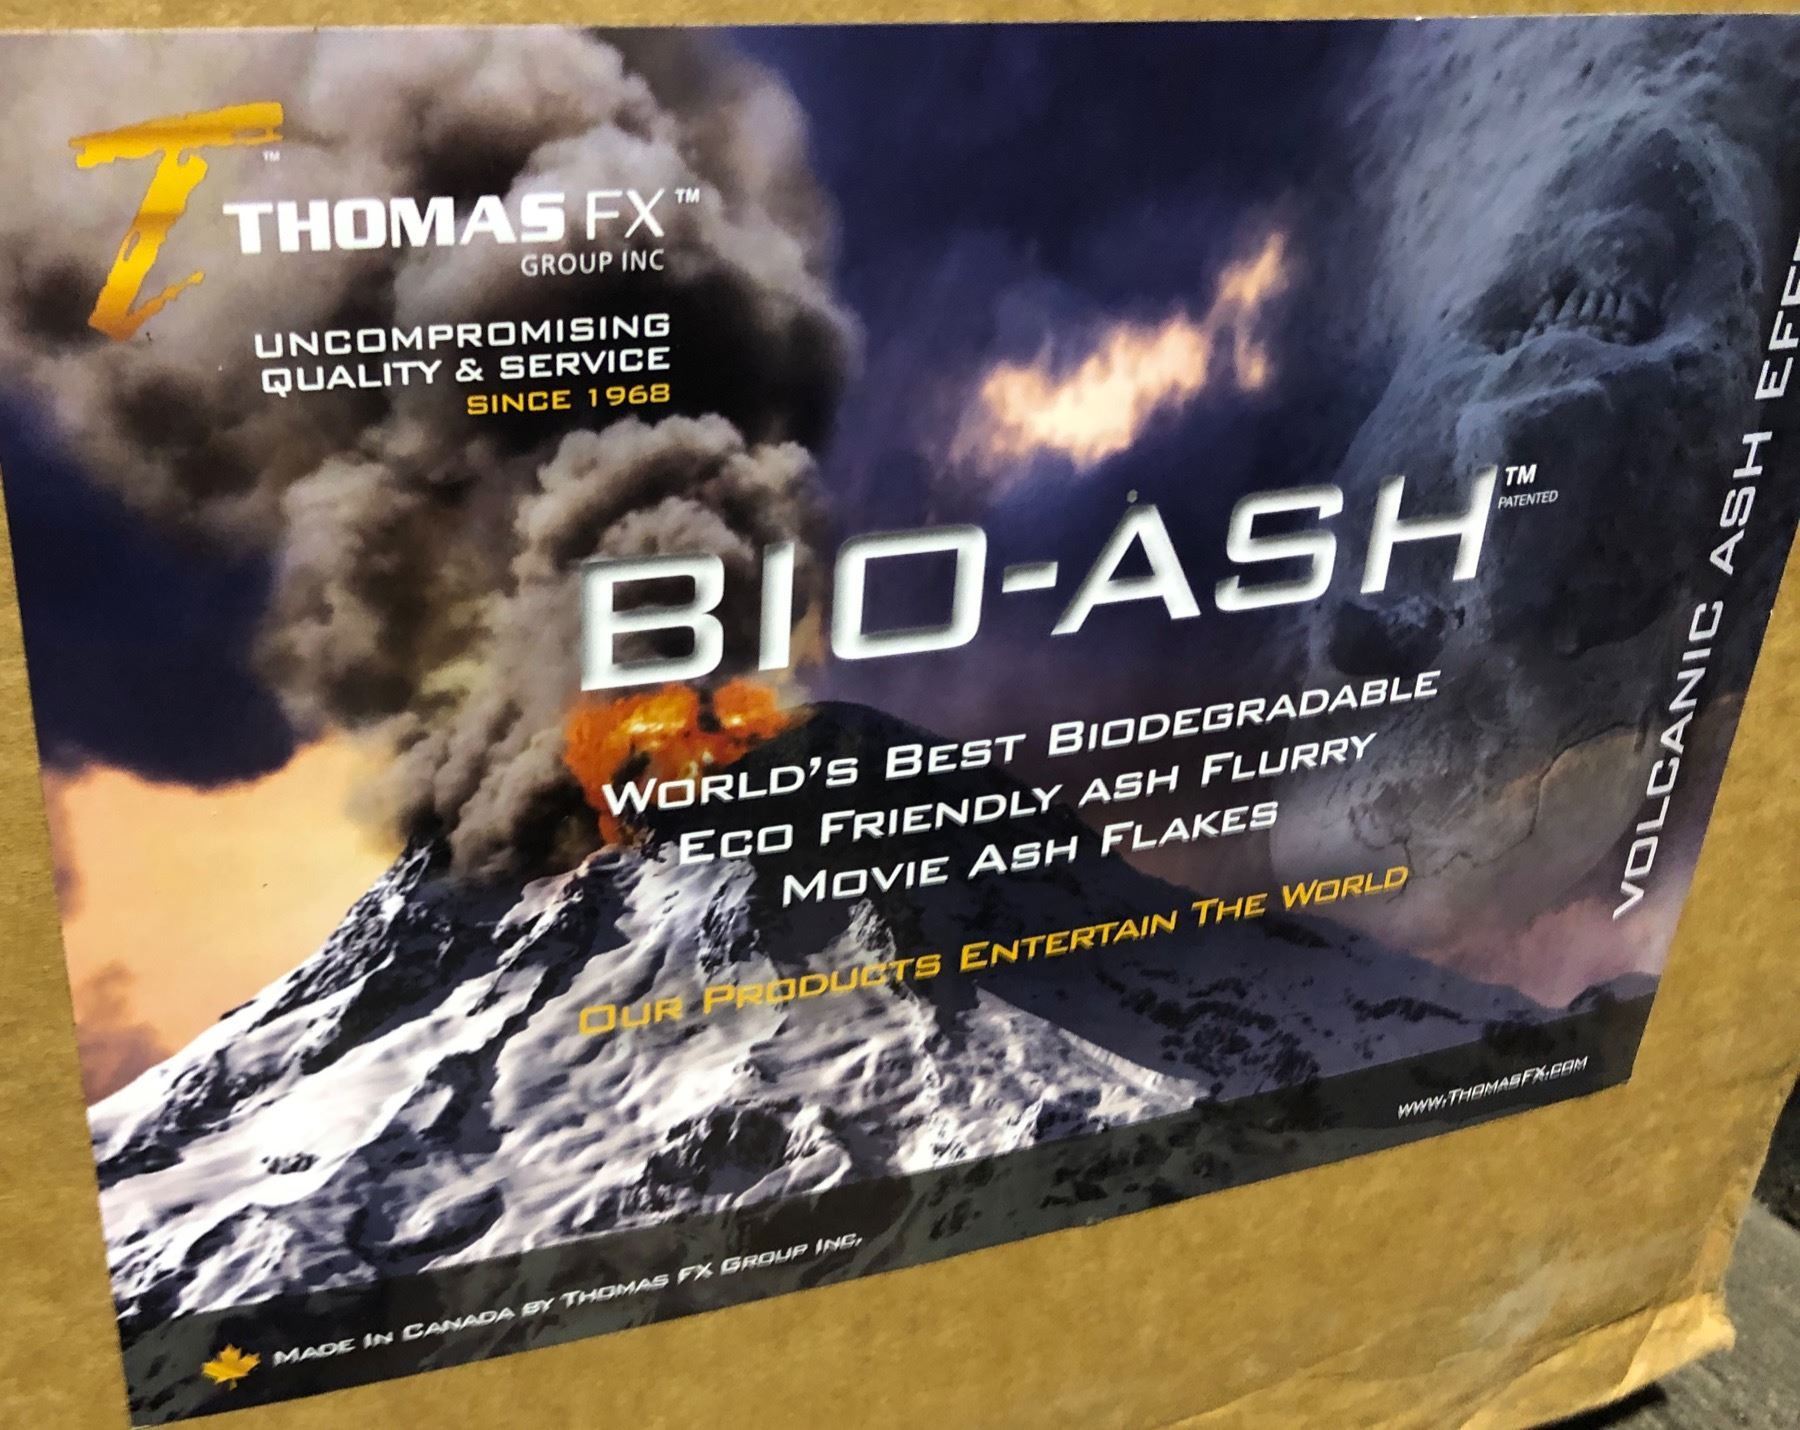 T™
THOMAS FX™
GROUP INC
UNCOMPROMISING
QUALITY & SERVICE
SINCE 1968
BIO-ASH™
PATENTED
WORLD'S BEST BIODEGRADABLE
ECO FRIENDLY ASH FLURRY
MOVIE ASH FLAKES
OUR PRODUCTS ENTERTAIN THE WORLD
VOLCANIC ASH
WWW.THOMASFX.COM
MADE IN CANADA BY THOMAS FX GROUP INC.